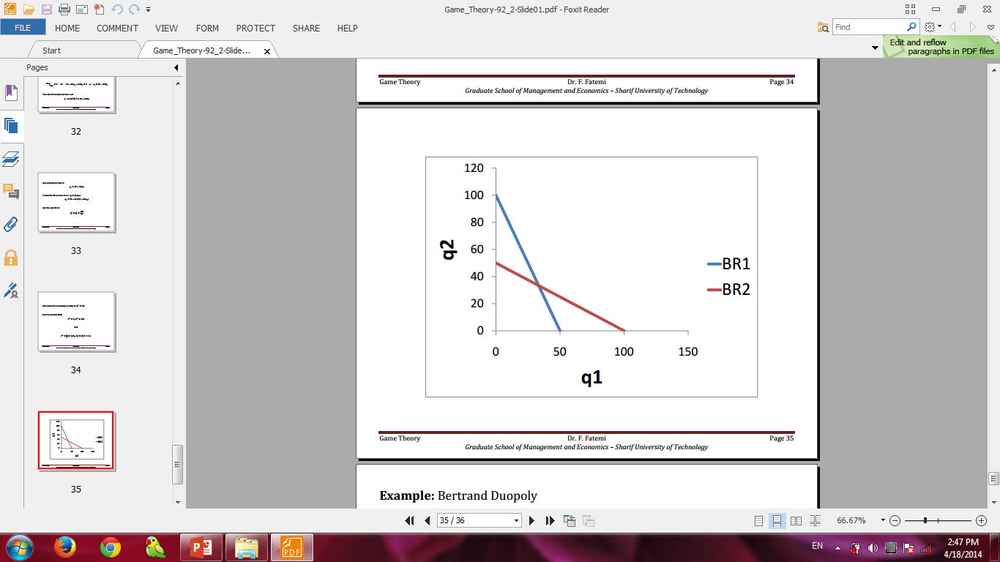 Game_Theory-92_2-Slide01.pdf - Foxit Reader
FILE HOME COMMENT VIEW FORM PROTECT SHARE HELP
Find
Edit and reflow
paragraphs in PDF files
Start
Game_Theory-92_2-Slide...
Pages
32
33
34
35
Game Theory Dr. F. Fatemi Page 34
Graduate School of Management and Economics – Sharif University of Technology
120
100
80
60
40
20
0
q2
0 50 100 150
q1
BR1
BR2
Game Theory Dr. F. Fatemi Page 35
Graduate School of Management and Economics – Sharif University of Technology
Example: Bertrand Duopoly
35 / 36
66.67%
EN
2:47 PM
4/18/2014